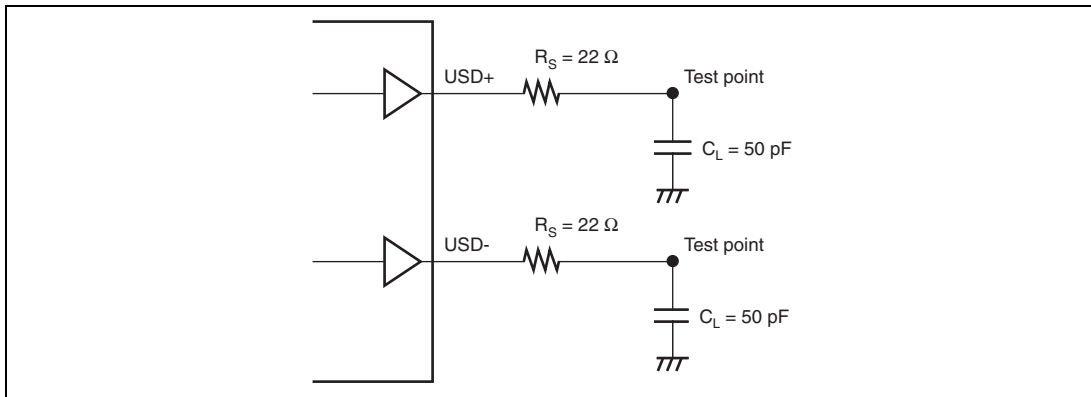 R_S = 22 Ω
USD+
Test point
C_L = 50 pF
R_S = 22 Ω
USD-
Test point
C_L = 50 pF